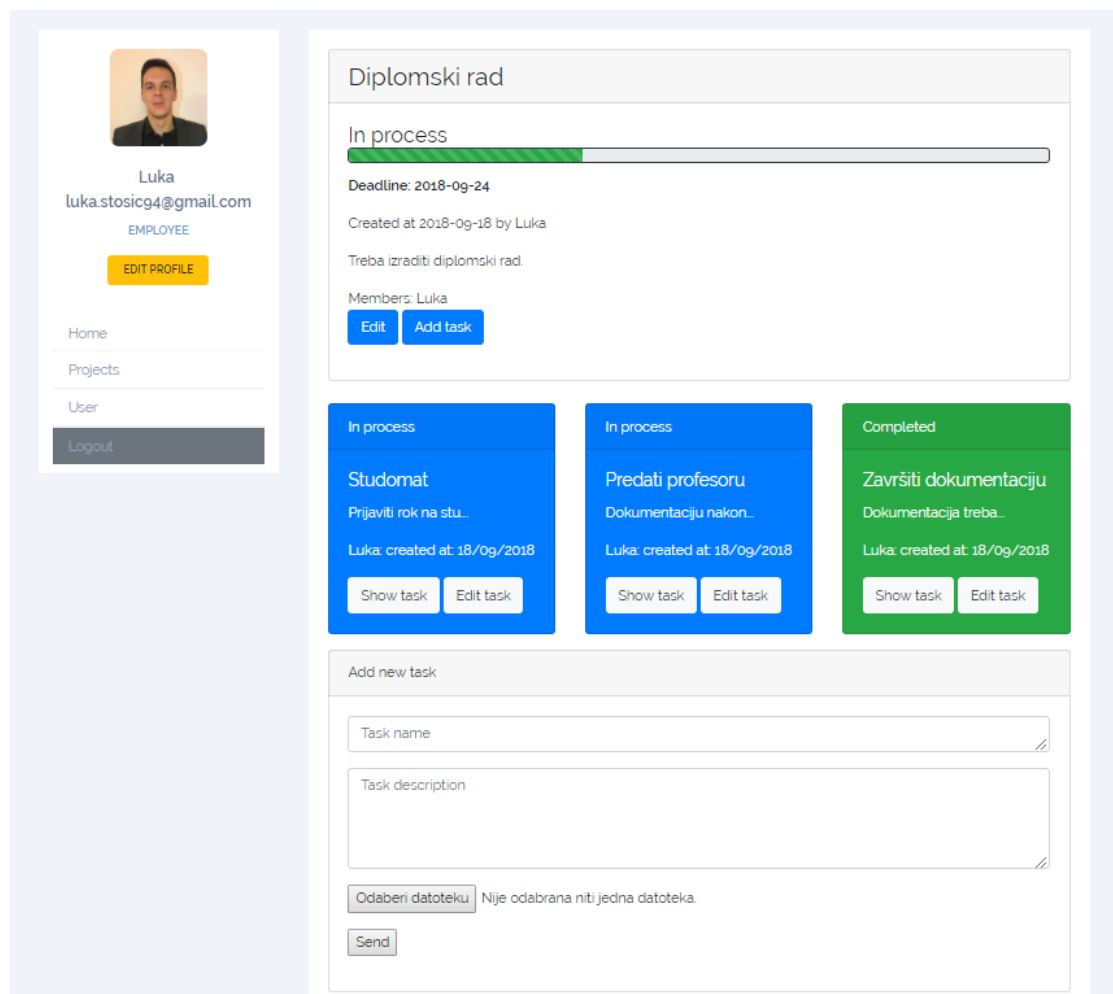 Luka
luka.stosic94@gmail.com
EMPLOYEE
EDIT PROFILE
Home
Projects
User
Logout
Diplomski rad
In process
Deadline: 2018-09-24
Created at 2018-09-18 by Luka
Treba izraditi diplomski rad.
Members: Luka
Edit Add task
In process
Studomat
Prijaviti rok na stu...
Luka: created at: 18/09/2018
Show task Edit task
In process
Predati profesoru
Dokumentaciju nakon...
Luka: created at: 18/09/2018
Show task Edit task
Completed
Završiti dokumentaciju
Dokumentacija treba...
Luka: created at: 18/09/2018
Show task Edit task
Add new task
Task name
Task description
Odaberi datoteku Nije odabrana niti jedna datoteka.
Send